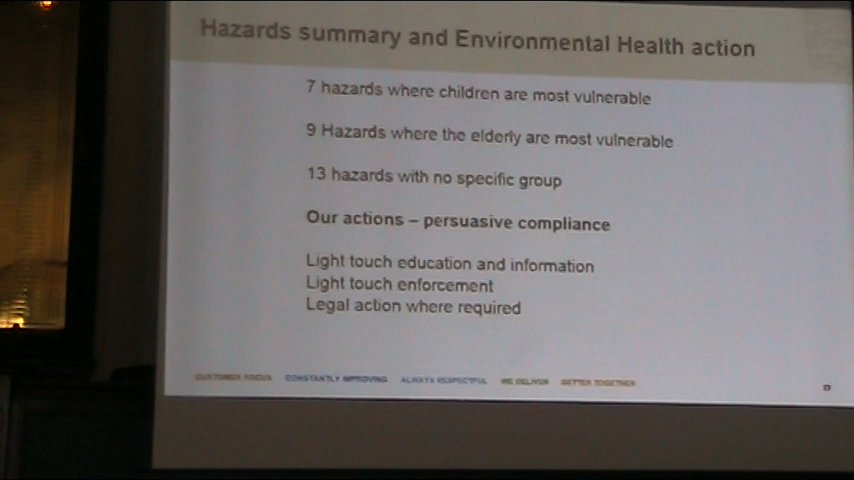 Hazards summary and Environmental Health action
7 hazards where children are most vulnerable
9 Hazards where the elderly are most vulnerable
13 hazards with no specific group
Our actions – persuasive compliance
Light touch education and information
Light touch enforcement
Legal action where required
CUSTOMER FOCUS CONSTANTLY IMPROVING ALWAYS RESPECTFUL WE DELIVER BETTER TOGETHER